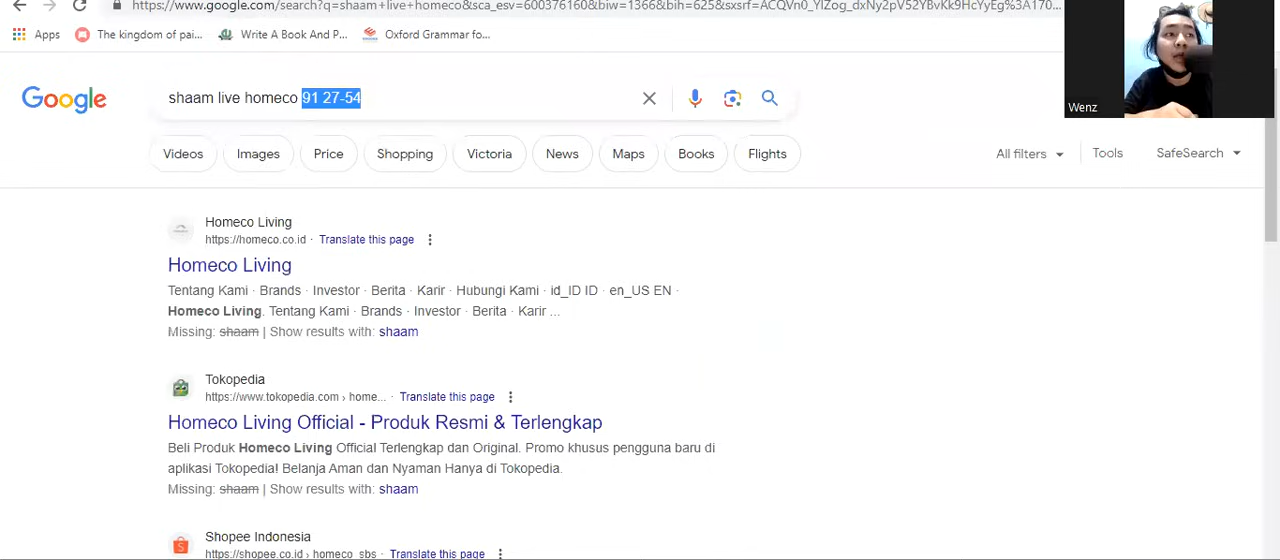 https://www.google.com/search?q=shaam+live+homeco&sca_esv=600376160&biw=1366&bih=625&sxsrf=ACQVn0_YlZog_dxNy2pV52YBvKk9HcYyEg%3A170...
Apps The kingdom of pai... Write A Book And P... Oxford Grammar fo...
Wenz
Google shaam live homeco 91 27-54
Videos Images Price Shopping Victoria News Maps Books Flights All filters Tools SafeSearch
Homeco Living
https://homeco.co.id · Translate this page
Homeco Living
Tentang Kami · Brands · Investor · Berita · Karir · Hubungi Kami · id_ID ID · en_US EN ·
Homeco Living. Tentang Kami · Brands · Investor · Berita · Karir ...
Missing: shaam | Show results with: shaam
Tokopedia
https://www.tokopedia.com › home... · Translate this page
Homeco Living Official - Produk Resmi & Terlengkap
Beli Produk Homeco Living Official Terlengkap dan Original. Promo khusus pengguna baru di
aplikasi Tokopedia! Belanja Aman dan Nyaman Hanya di Tokopedia.
Missing: shaam | Show results with: shaam
Shopee Indonesia
https://shopee.co.id › homeco_sbs · Translate this page